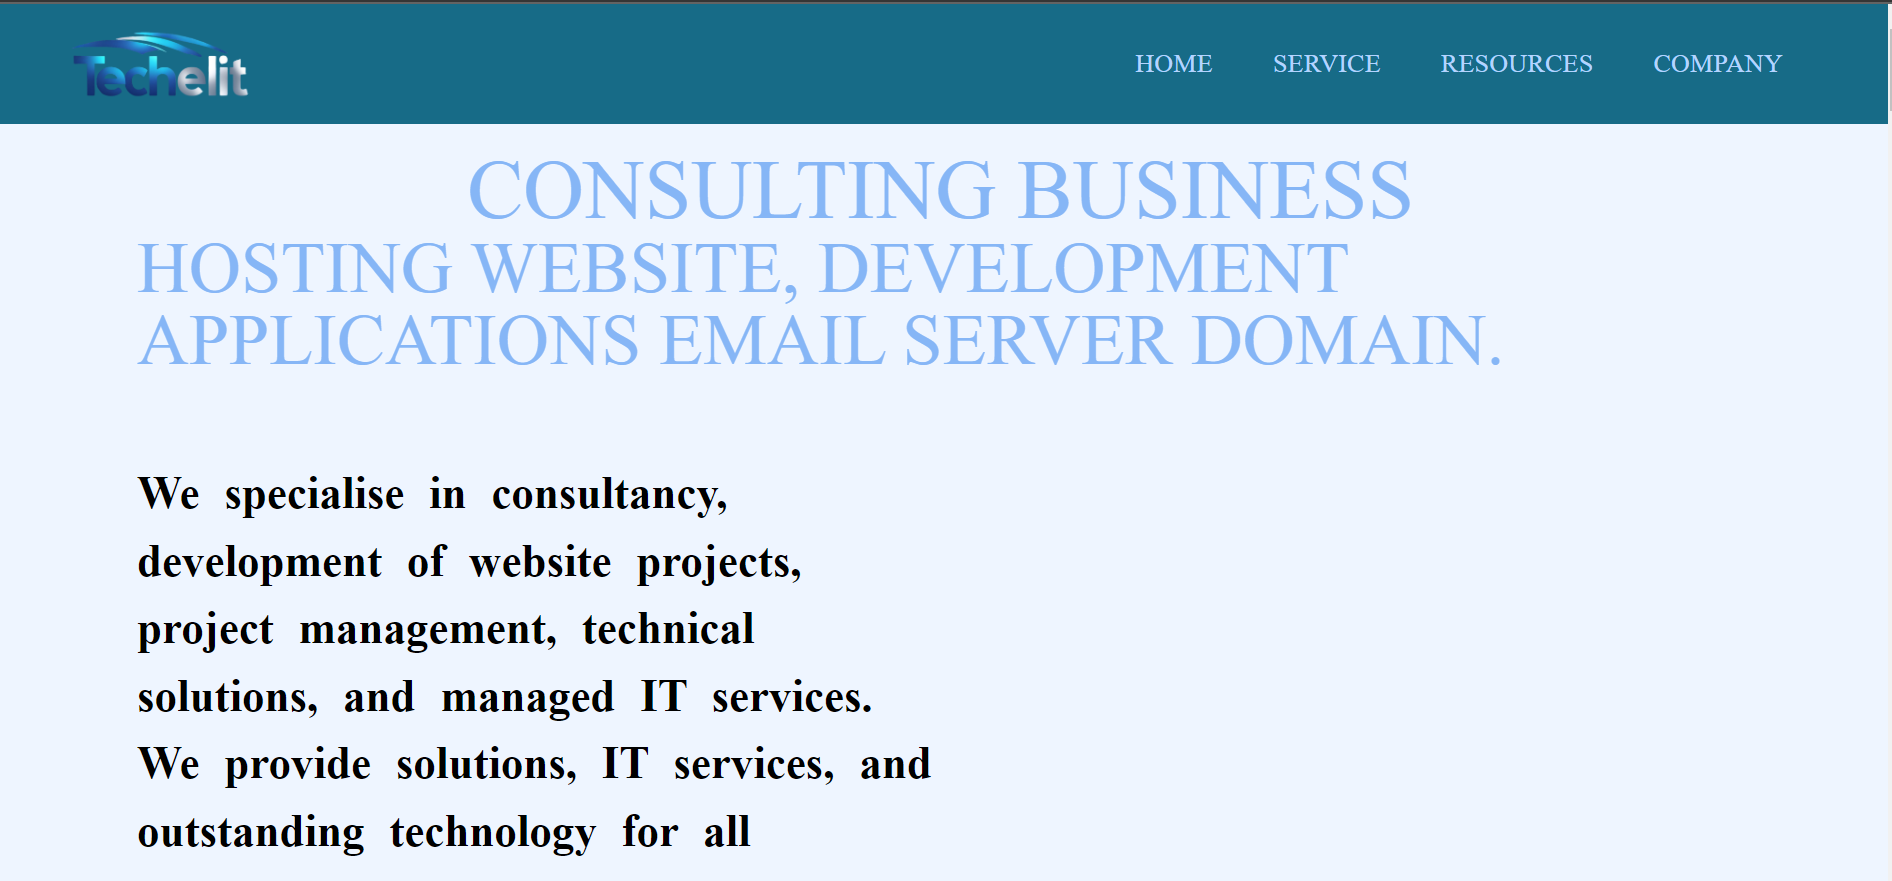 Techelit
HOME SERVICE RESOURCES COMPANY
CONSULTING BUSINESS
HOSTING WEBSITE, DEVELOPMENT
APPLICATIONS EMAIL SERVER DOMAIN.
We specialise in consultancy,
development of website projects,
project management, technical
solutions, and managed IT services.
We provide solutions, IT services, and
outstanding technology for all